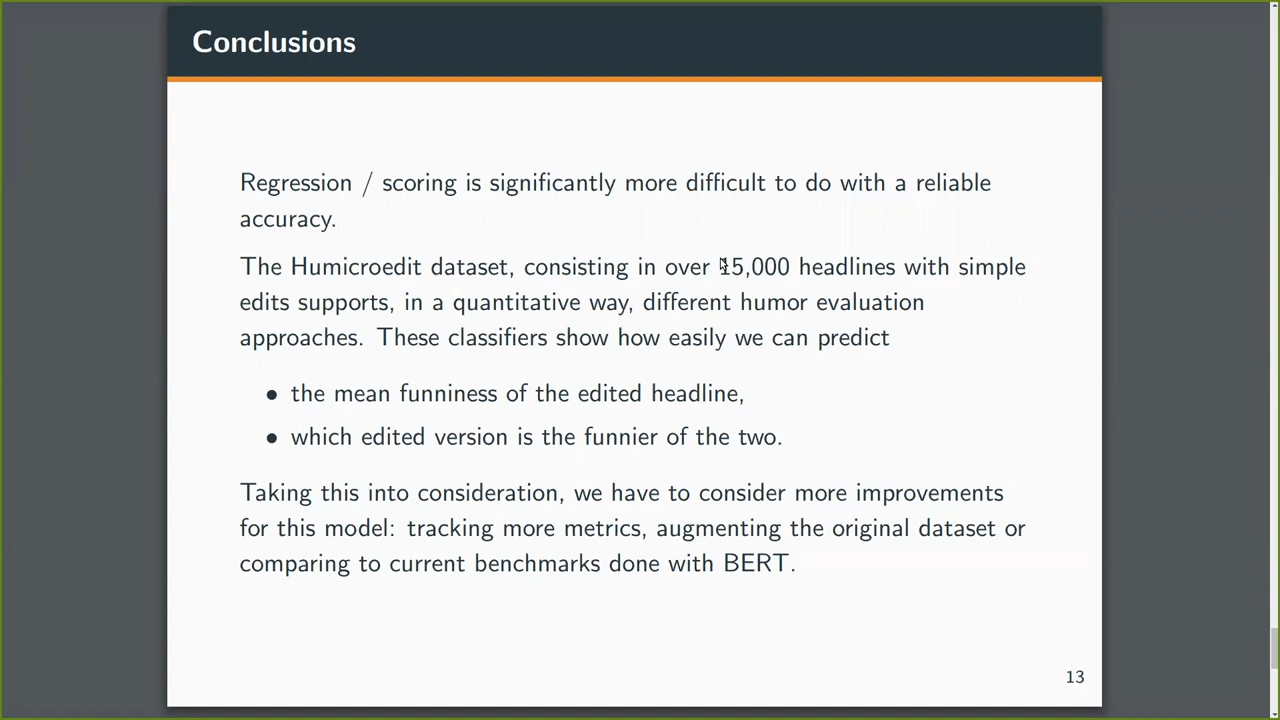 Conclusions
Regression / scoring is significantly more difficult to do with a reliable
accuracy.
The Humicroedit dataset, consisting in over 15,000 headlines with simple
edits supports, in a quantitative way, different humor evaluation
approaches. These classifiers show how easily we can predict
• the mean funniness of the edited headline,
• which edited version is the funnier of the two.
Taking this into consideration, we have to consider more improvements
for this model: tracking more metrics, augmenting the original dataset or
comparing to current benchmarks done with BERT.
13